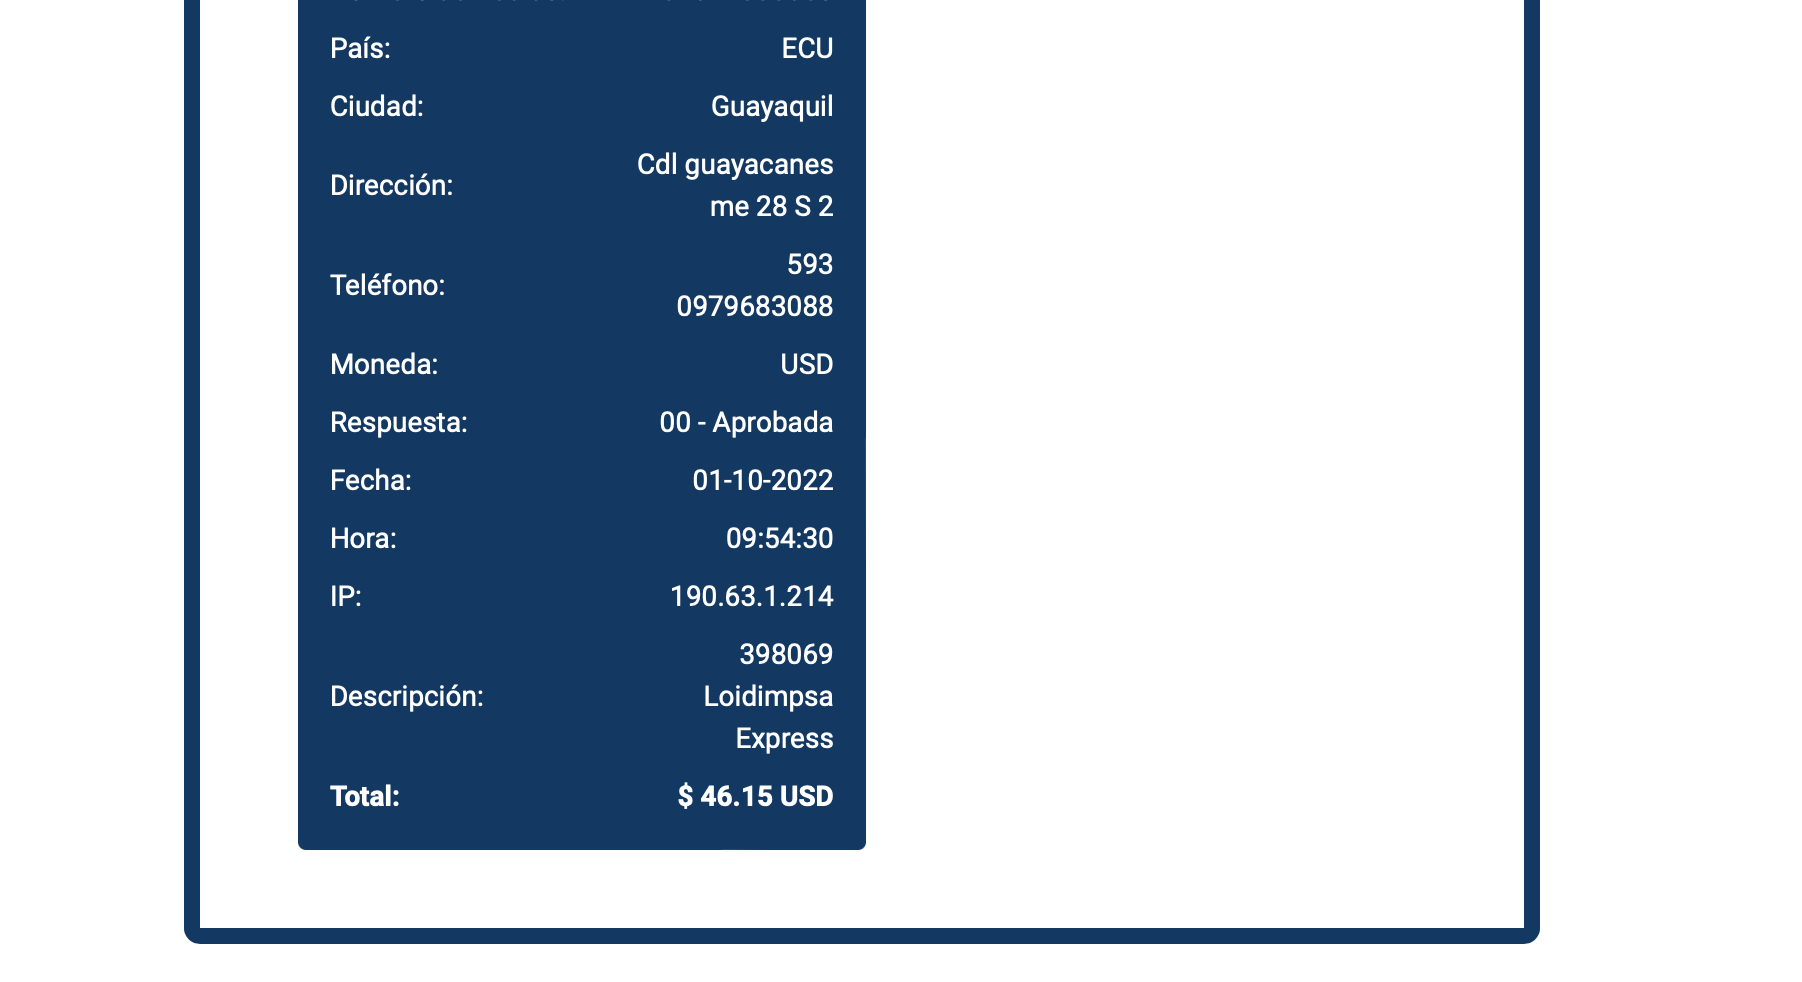 País: ECU
Ciudad: Guayaquil
Dirección: Cdl guayacanes
me 28 S 2
Teléfono: 593
0979683088
Moneda: USD
Respuesta: 00 - Aprobada
Fecha: 01-10-2022
Hora: 09:54:30
IP: 190.63.1.214
Descripción: 398069
Loidimpsa
Express
Total: $ 46.15 USD